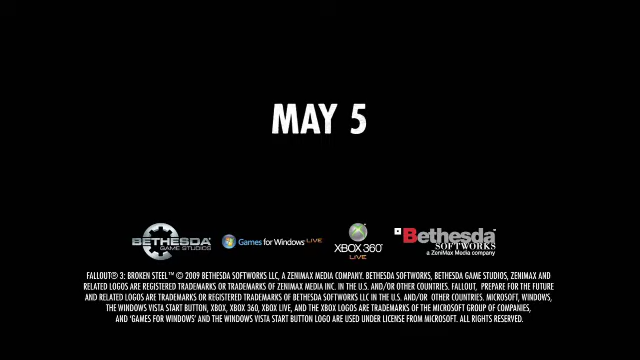 MAY 5
BETHESDA
GAME STUDIOS
Games for Windows LIVE
XBOX 360
LIVE
Bethesda
SOFTWORKS
a ZeniMax Media company
FALLOUT® 3: BROKEN STEEL™ © 2009 BETHESDA SOFTWORKS LLC, A ZENIMAX MEDIA COMPANY. BETHESDA SOFTWORKS, BETHESDA GAME STUDIOS, ZENIMAX AND
RELATED LOGOS ARE REGISTERED TRADEMARKS OR TRADEMARKS OF ZENIMAX MEDIA INC. IN THE U.S. AND/OR OTHER COUNTRIES. FALLOUT, PREPARE FOR THE FUTURE
AND RELATED LOGOS ARE TRADEMARKS OR REGISTERED TRADEMARKS OF BETHESDA SOFTWORKS LLC IN THE U.S. AND/OR OTHER COUNTRIES. MICROSOFT, WINDOWS,
THE WINDOWS VISTA START BUTTON, XBOX, XBOX 360, XBOX LIVE, AND THE XBOX LOGOS ARE TRADEMARKS OF THE MICROSOFT GROUP OF COMPANIES,
AND 'GAMES FOR WINDOWS' AND THE WINDOWS VISTA START BUTTON LOGO ARE USED UNDER LICENSE FROM MICROSOFT. ALL RIGHTS RESERVED.